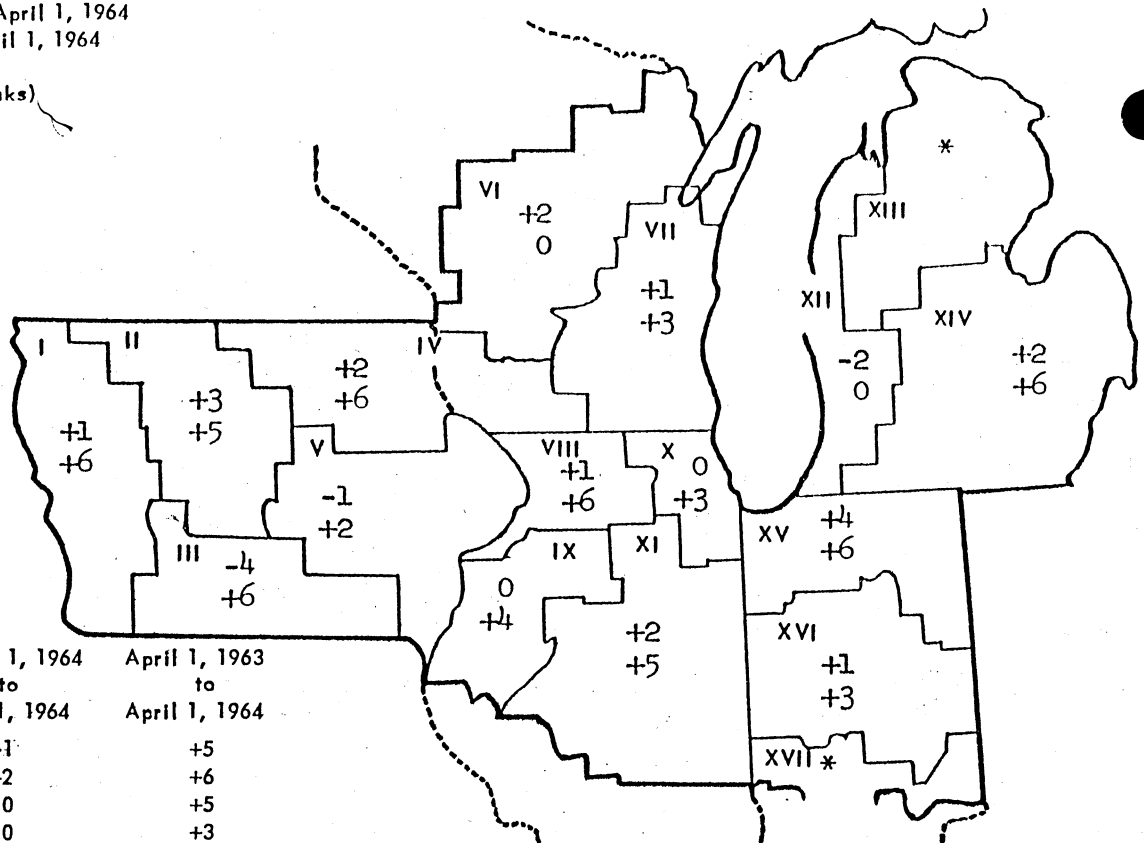 April 1, 1964
1, 1964
VI
+2
0
VII
+1
+3
*
XIII
XII
XIV
-2
0
+2
+6
I
+1
+6
II
+3
+5
IV
+2
+6
V
-1
+2
III
-4
+6
VIII
+1
+6
X
0
+3
IX
0
+4
XI
+2
+5
XV
+4
+6
XVI
+1
+3
XVII *
1, 1964 April 1, 1963
to to
1, 1964 April 1, 1964
+5
+6
0 +5
0 +3